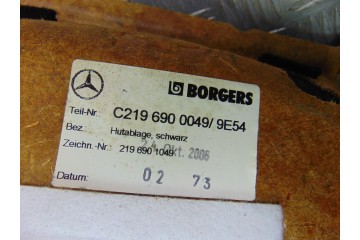 BORGERS
Teil-Nr.: C219 690 0049/ 9E54
Bez.: Hutablage, schwarz
24. Okt. 2006
Zeichn.-Nr.: 219 690 1049
Datum: 02 73